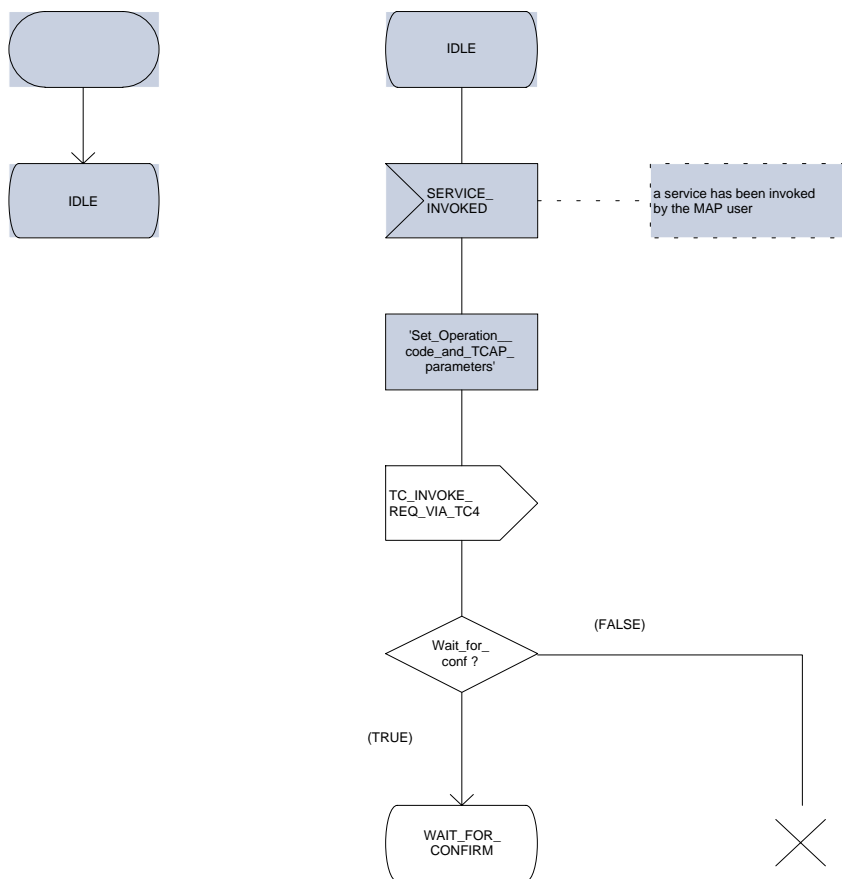 IDLE
IDLE
SERVICE_
INVOKED
a service has been invoked
by the MAP user
'Set_Operation__
code_and_TCAP_
parameters'
TC_INVOKE_
REQ_VIA_TC4
Wait_for_
conf ?
(FALSE)
(TRUE)
WAIT_FOR_
CONFIRM